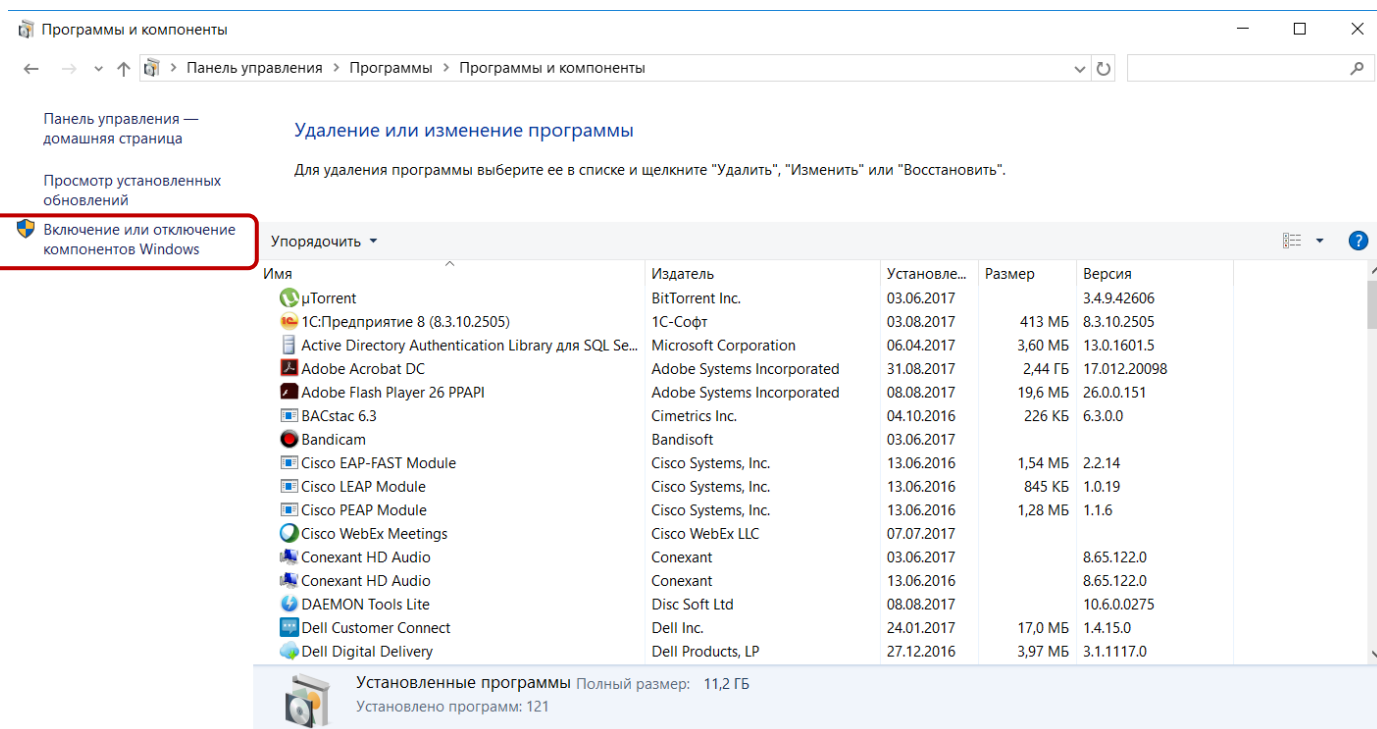 Программы и компоненты
Панель управления > Программы > Программы и компоненты
Панель управления —
домашняя страница
Просмотр установленных
обновлений
Включение или отключение
компонентов Windows
Удаление или изменение программы
Для удаления программы выберите ее в списке и щелкните "Удалить", "Изменить" или "Восстановить".
Упорядочить
Имя Издатель Установле... Размер Версия
µTorrent BitTorrent Inc. 03.06.2017 3.4.9.42606
1С:Предприятие 8 (8.3.10.2505) 1С-Софт 03.08.2017 413 МБ 8.3.10.2505
Active Directory Authentication Library для SQL Se... Microsoft Corporation 06.04.2017 3,60 МБ 13.0.1601.5
Adobe Acrobat DC Adobe Systems Incorporated 31.08.2017 2,44 ГБ 17.012.20098
Adobe Flash Player 26 PPAPI Adobe Systems Incorporated 08.08.2017 19,6 МБ 26.0.0.151
BACstac 6.3 Cimetrics Inc. 04.10.2016 226 КБ 6.3.0.0
Bandicam Bandisoft 03.06.2017
Cisco EAP-FAST Module Cisco Systems, Inc. 13.06.2016 1,54 МБ 2.2.14
Cisco LEAP Module Cisco Systems, Inc. 13.06.2016 845 КБ 1.0.19
Cisco PEAP Module Cisco Systems, Inc. 13.06.2016 1,28 МБ 1.1.6
Cisco WebEx Meetings Cisco WebEx LLC 07.07.2017
Conexant HD Audio Conexant 03.06.2017 8.65.122.0
Conexant HD Audio Conexant 13.06.2016 8.65.122.0
DAEMON Tools Lite Disc Soft Ltd 08.08.2017 10.6.0.0275
Dell Customer Connect Dell Inc. 24.01.2017 17,0 МБ 1.4.15.0
Dell Digital Delivery Dell Products, LP 27.12.2016 3,97 МБ 3.1.1117.0
Установленные программы Полный размер: 11,2 ГБ
Установлено программ: 121